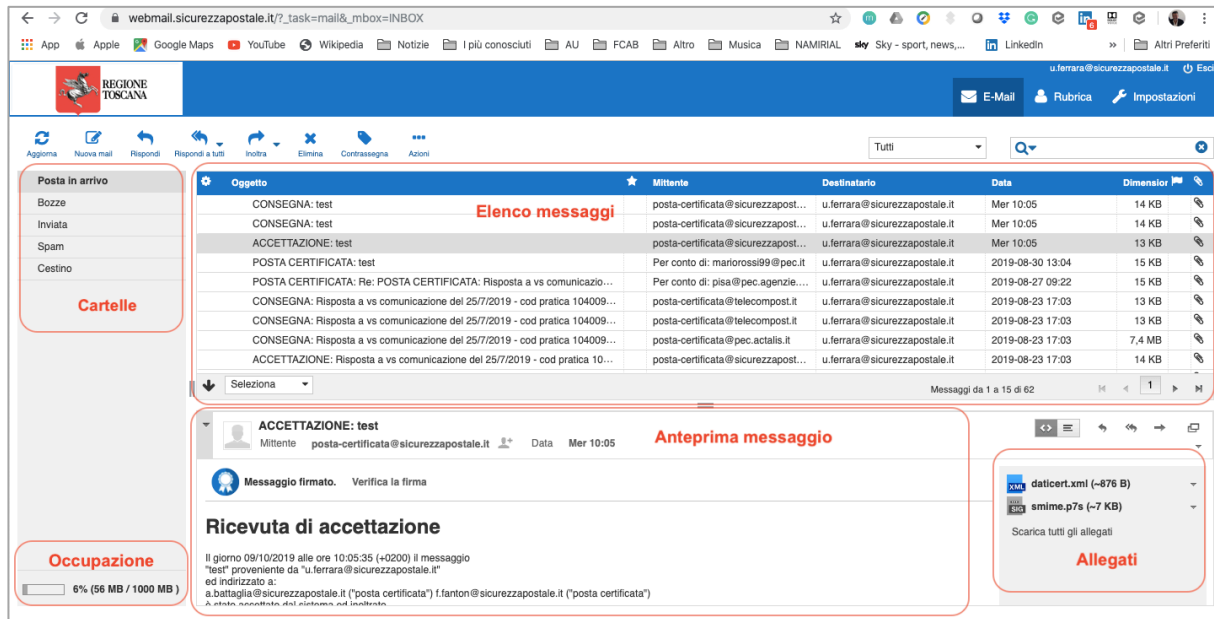 webmail.sicurezzapostale.it/?_task=mail&_mbox=INBOX
6
App Apple Google Maps YouTube Wikipedia Notizie I più conosciuti AU FCAB Altro Musica NAMIRIAL sky Sky - sport, news,... in LinkedIn » Altri Preferiti
REGIONE
TOSCANA
u.ferrara@sicurezzapostale.it Esci
E-Mail Rubrica Impostazioni
Aggiorna Nuova mail Rispondi Rispondi a tutti Inoltra Elimina Contrassegna Azioni
Tutti
Posta in arrivo
Bozze
Inviata
Spam
Cestino
Cartelle
Oggetto Mittente Destinatario Data Dimension
Elenco messaggi
CONSEGNA: test posta-certificata@sicurezzapost... u.ferrara@sicurezzapostale.it Mer 10:05 14 KB
CONSEGNA: test posta-certificata@sicurezzapost... u.ferrara@sicurezzapostale.it Mer 10:05 14 KB
ACCETTAZIONE: test posta-certificata@sicurezzapost... u.ferrara@sicurezzapostale.it Mer 10:05 13 KB
POSTA CERTIFICATA: test Per conto di: mariorossi99@pec.it u.ferrara@sicurezzapostale.it 2019-08-30 13:04 15 KB
POSTA CERTIFICATA: Re: POSTA CERTIFICATA: Risposta a vs comunicazio... Per conto di: pisa@pec.agenzie.... u.ferrara@sicurezzapostale.it 2019-08-27 09:22 15 KB
CONSEGNA: Risposta a vs comunicazione del 25/7/2019 - cod pratica 104009... posta-certificata@telecompost.it u.ferrara@sicurezzapostale.it 2019-08-23 17:03 13 KB
CONSEGNA: Risposta a vs comunicazione del 25/7/2019 - cod pratica 104009... posta-certificata@telecompost.it u.ferrara@sicurezzapostale.it 2019-08-23 17:03 13 KB
CONSEGNA: Risposta a vs comunicazione del 25/7/2019 - cod pratica 104009... posta-certificata@pec.actalis.it u.ferrara@sicurezzapostale.it 2019-08-23 17:03 7,4 MB
ACCETTAZIONE: Risposta a vs comunicazione del 25/7/2019 - cod pratica 10... posta-certificata@sicurezzapost... u.ferrara@sicurezzapostale.it 2019-08-23 17:03 14 KB
Seleziona Messaggi da 1 a 15 di 62 1
ACCETTAZIONE: test
Mittente posta-certificata@sicurezzapostale.it Data Mer 10:05
Anteprima messaggio
Messaggio firmato. Verifica la firma
Ricevuta di accettazione
Il giorno 09/10/2019 alle ore 10:05:35 (+0200) il messaggio
"test" proveniente da "u.ferrara@sicurezzapostale.it"
ed indirizzato a:
a.battaglia@sicurezzapostale.it ("posta certificata") f.fanton@sicurezzapostale.it ("posta certificata")
è stato accettato dal sistema ed inoltrato
XML daticert.xml (~876 B)
SIG smime.p7s (~7 KB)
Scarica tutti gli allegati
Allegati
Occupazione
6% (56 MB / 1000 MB )